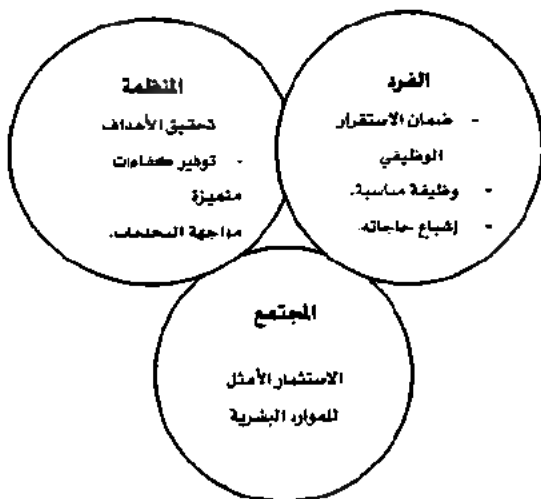 الفرد
- ضمان الاستقرار
الوظيفي
- وظيفة مناسبة.
- إشباع حاجاته.
المنظمة
تحقيق الأهداف
- توفير كفاءات
متميزة
مواجهة
المجتمع
الاستثمار الأمثل
للموارد البشرية